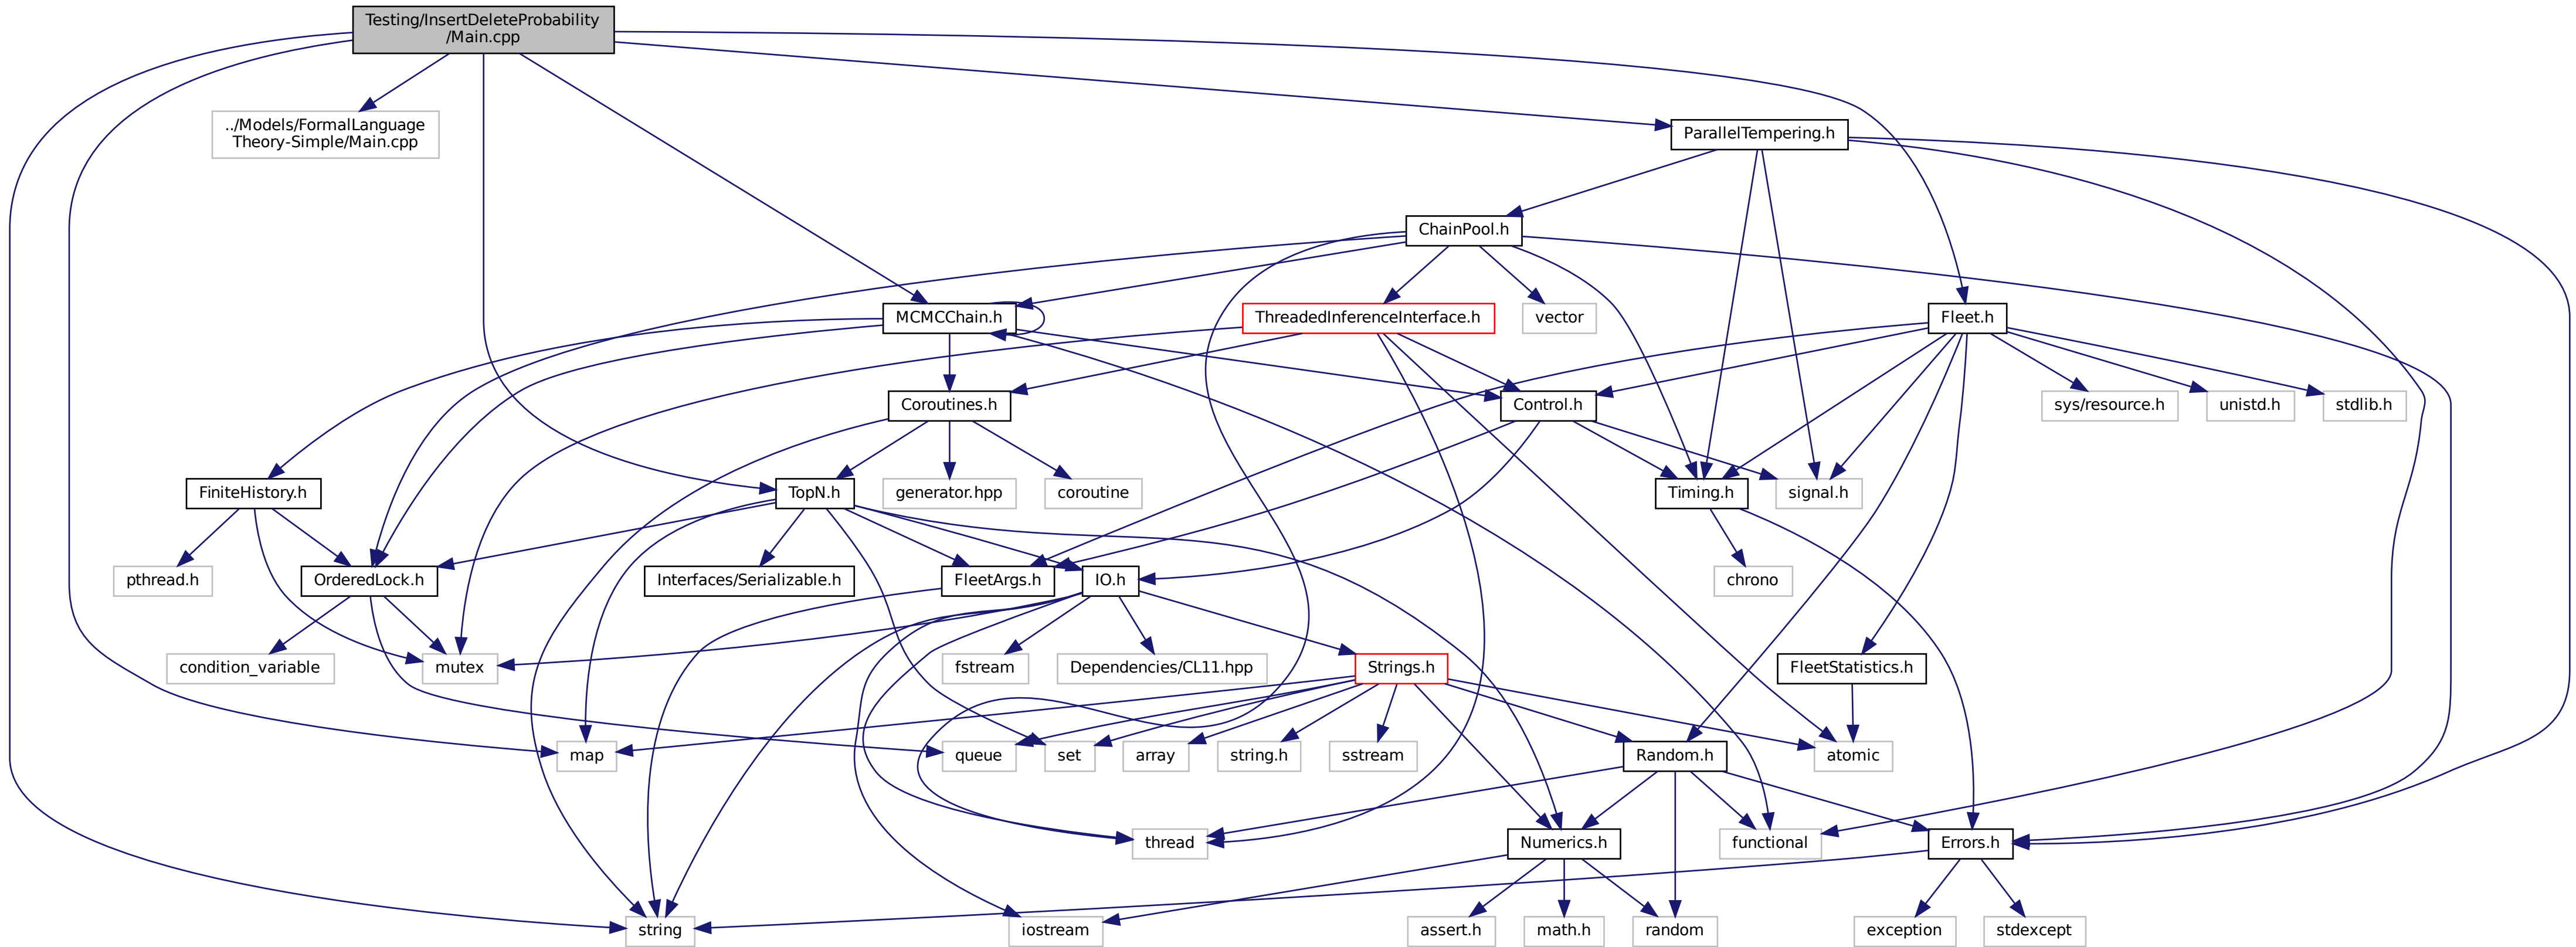 Testing/InsertDeleteProbability
/Main.cpp
../Models/FormalLanguage
Theory-Simple/Main.cpp
ParallelTempering.h
ChainPool.h
MCMCChain.h
ThreadedInferenceInterface.h
vector
Fleet.h
Coroutines.h
Control.h
sys/resource.h
unistd.h
stdlib.h
FiniteHistory.h
TopN.h
generator.hpp
coroutine
Timing.h
signal.h
pthread.h
OrderedLock.h
Interfaces/Serializable.h
FleetArgs.h
IO.h
chrono
condition_variable
mutex
fstream
Dependencies/CL11.hpp
Strings.h
FleetStatistics.h
map
queue
set
array
string.h
sstream
Random.h
atomic
thread
Numerics.h
functional
Errors.h
string
iostream
assert.h
math.h
random
exception
stdexcept